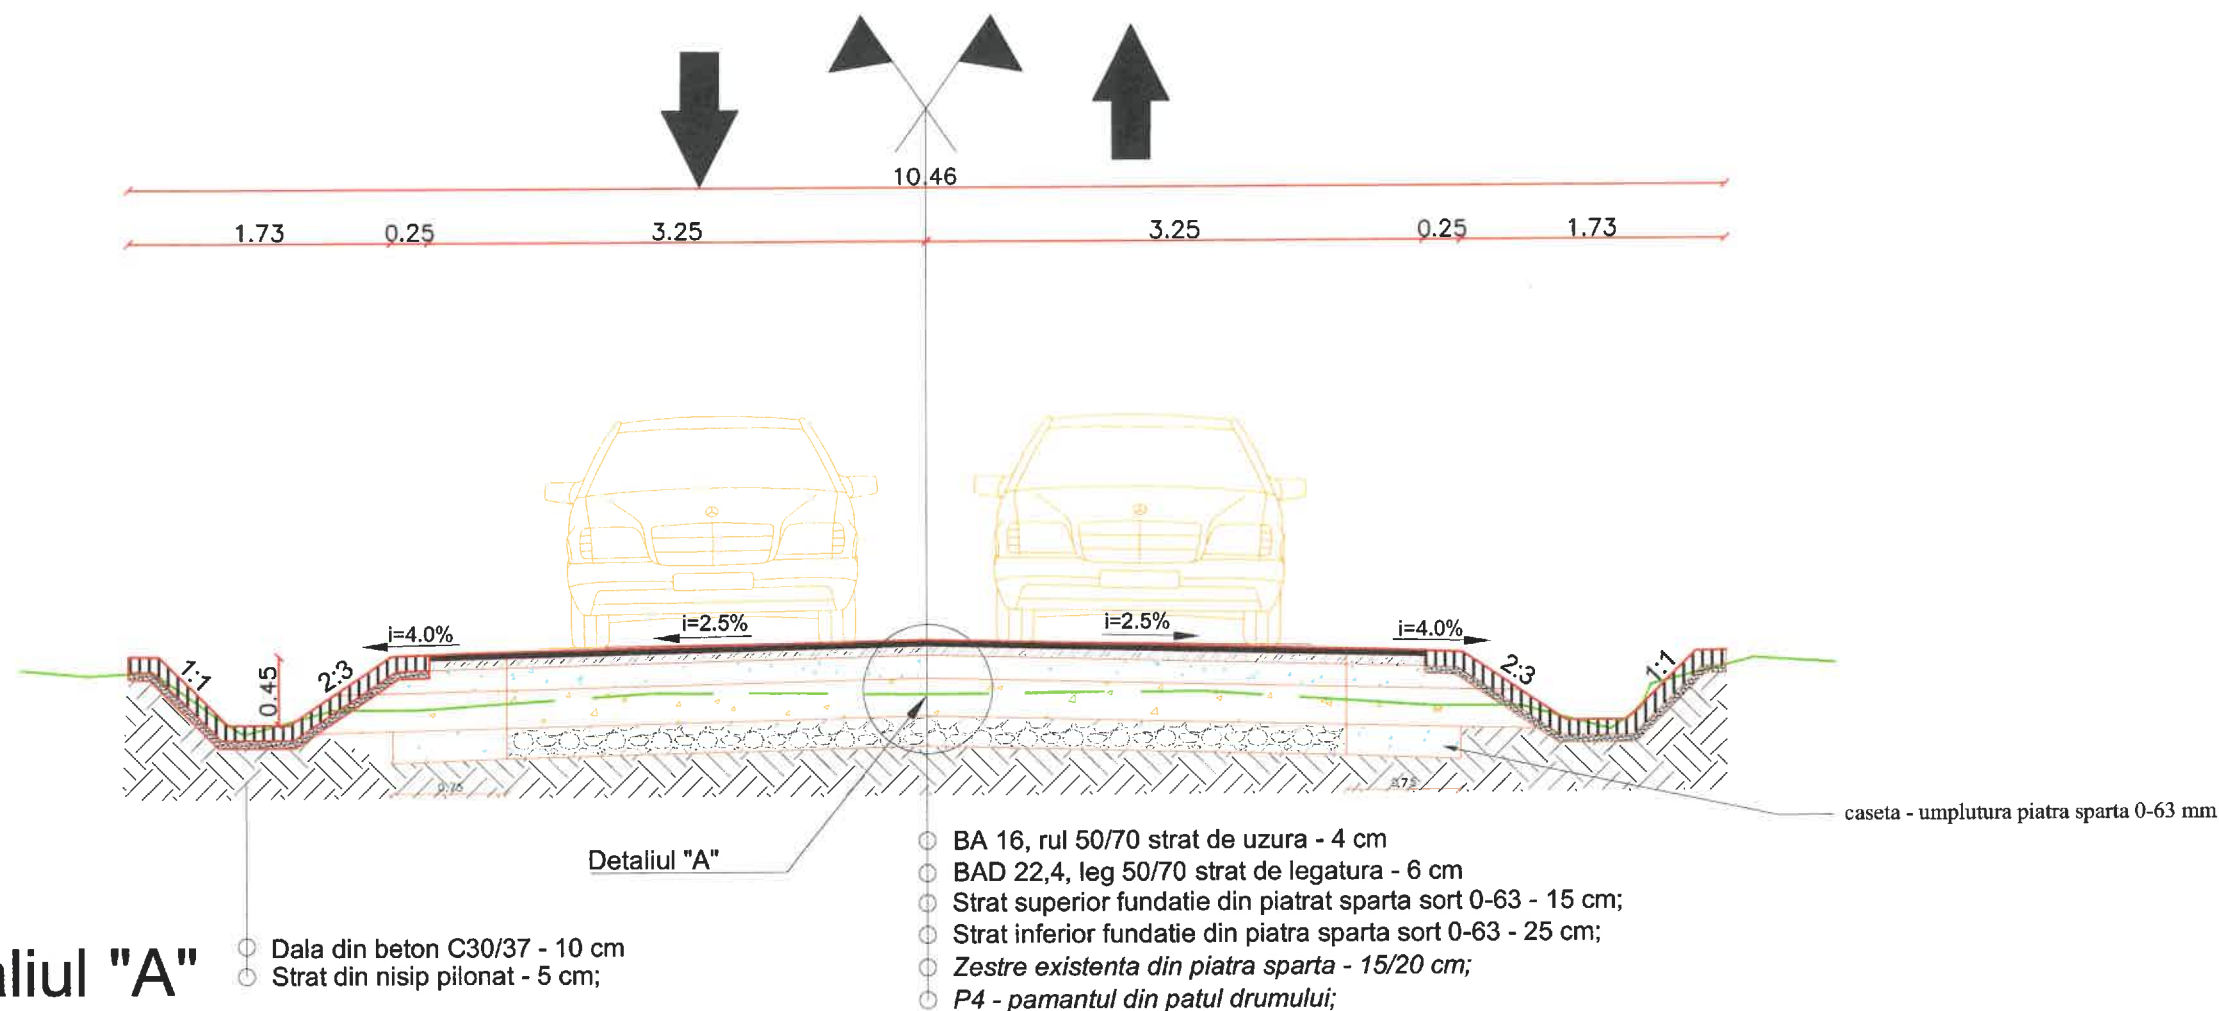 10.46
1.73 0.25 3.25 3.25 0.25 1.73
i=4.0% i=2.5% i=2.5% i=4.0%
1:1 0.45 2:3 2:3 1:1
0.75 0.75
caseta - umplutura piatra sparta 0-63 mm
Detaliul "A"
BA 16, rul 50/70 strat de uzura - 4 cm
BAD 22,4, leg 50/70 strat de legatura - 6 cm
Strat superior fundatie din piatrat sparta sort 0-63 - 15 cm;
Strat inferior fundatie din piatra sparta sort 0-63 - 25 cm;
Zestre existenta din piatra sparta - 15/20 cm;
P4 - pamantul din patul drumului;
Dala din beton C30/37 - 10 cm
Strat din nisip pilonat - 5 cm;
aliul "A"